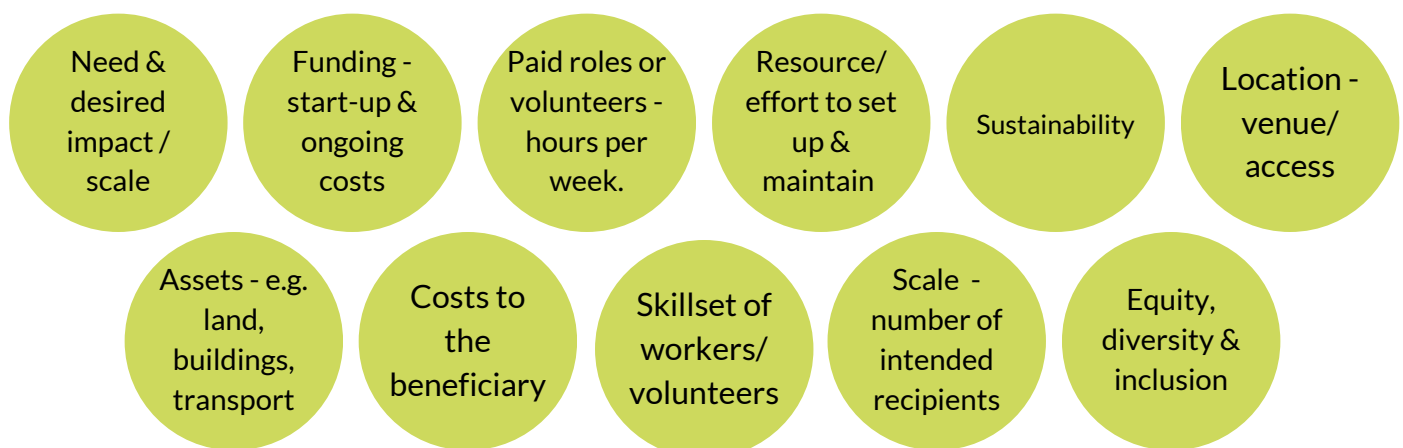 Need &
desired
impact /
scale
Funding -
start-up &
ongoing
costs
Paid roles or
volunteers -
hours per
week.
Resource/
effort to set
up &
maintain
Sustainability
Location -
venue/
access
Assets - e.g.
land,
buildings,
transport
Costs to
the
beneficiary
Skillset of
workers/
volunteers
Scale  -
number of
intended
recipients
Equity,
diversity &
inclusion